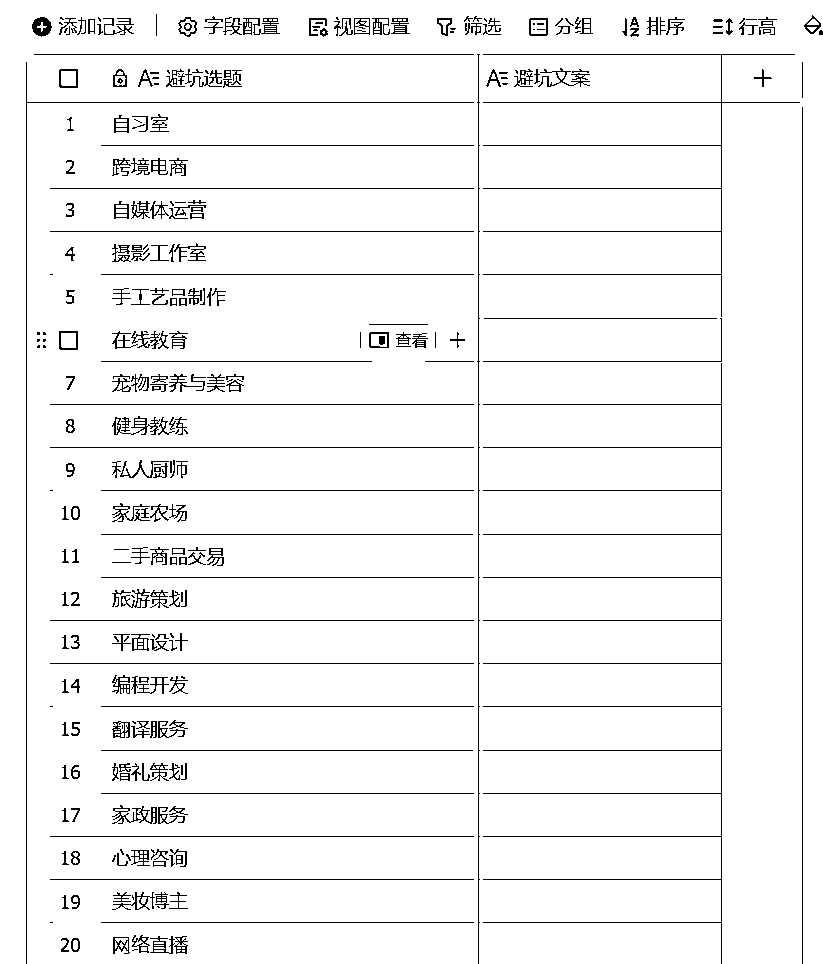 添加记录 字段配置 视图配置 筛选 分组 排序 行高
避坑选题 避坑文案
1 自习室
2 跨境电商
3 自媒体运营
4 摄影工作室
5 手工艺品制作
在线教育 查看
7 宠物寄养与美容
8 健身教练
9 私人厨师
10 家庭农场
11 二手商品交易
12 旅游策划
13 平面设计
14 编程开发
15 翻译服务
16 婚礼策划
17 家政服务
18 心理咨询
19 美妆博主
20 网络直播